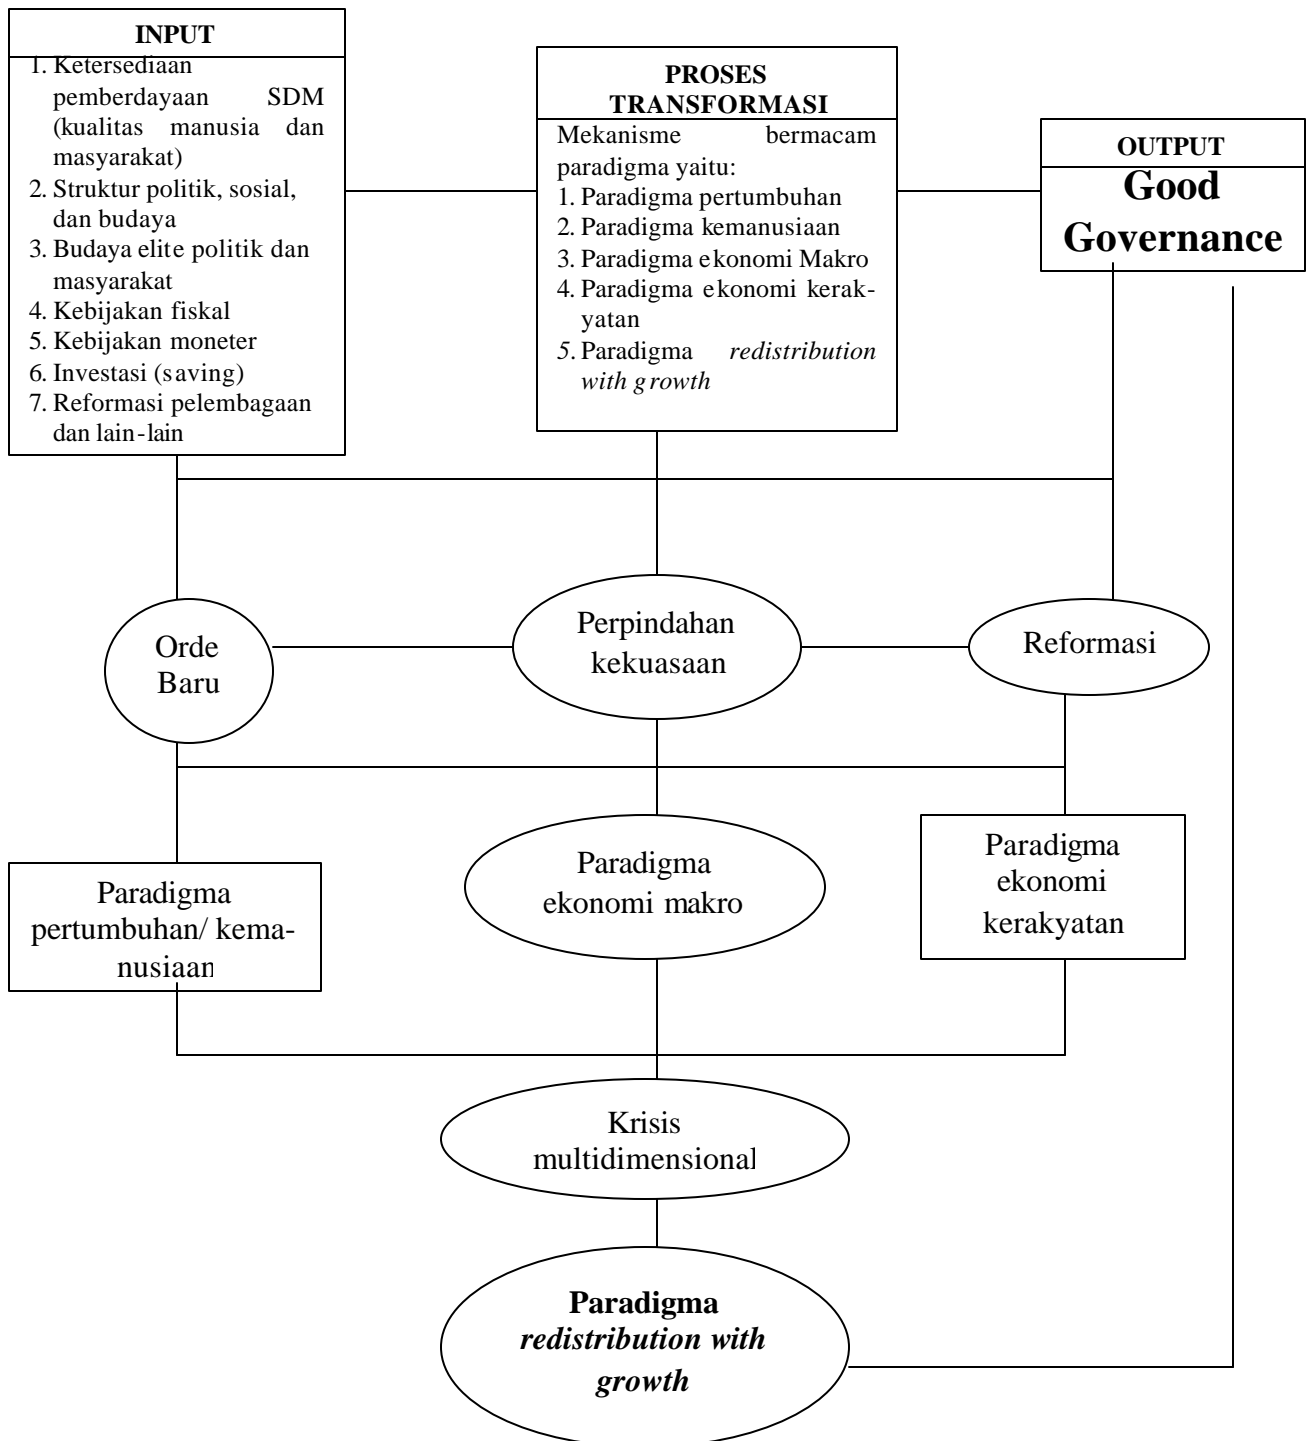 INPUT
1. Ketersediaan
pemberdayaan SDM
(kualitas manusia dan
masyarakat)
2. Struktur politik, sosial,
dan budaya
3. Budaya elite politik dan
masyarakat
4. Kebijakan fiskal
5. Kebijakan moneter
6. Investasi (saving)
7. Reformasi pelembagaan
dan lain-lain
PROSES
TRANSFORMASI
Mekanisme bermacam
paradigma yaitu:
1. Paradigma pertumbuhan
2. Paradigma kemanusiaan
3. Paradigma ekonomi Makro
4. Paradigma ekonomi kerak-
yatan
5. Paradigma redistribution
with growth
OUTPUT
Good
Governance
Orde
Baru
Perpindahan
kekuasaan
Reformasi
Paradigma
pertumbuhan/ kema-
nusiaan
Paradigma
ekonomi makro
Paradigma
ekonomi
kerakyatan
Krisis
multidimensional
Paradigma
redistribution with
growth